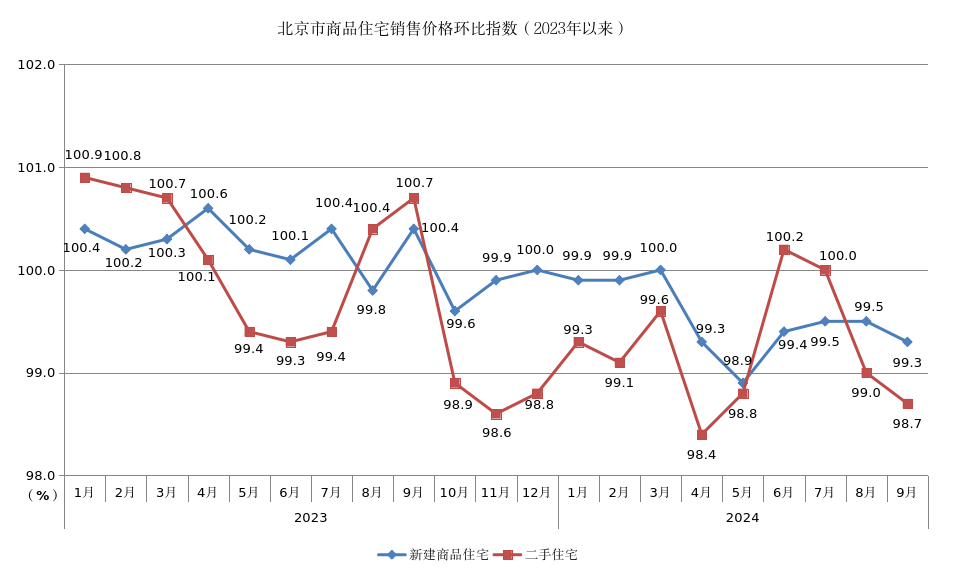 北京市商品住宅销售价格环比指数（2023年以来）
102.0
101.0
100.0
99.0
98.0
（%）
100.9 100.8 100.7 100.6 100.2 100.1 100.4 100.4 100.7
100.4 100.2 100.3 100.1 99.8 100.4
99.4 99.3 99.4 99.6 99.9 100.0 99.9 99.9 100.0
98.9 98.6 98.8 99.3 99.1 99.6
99.3 98.9 100.2 100.0 99.5
98.4 98.8 99.4 99.5 99.0 99.3 98.7
1月 2月 3月 4月 5月 6月 7月 8月 9月 10月 11月 12月 1月 2月 3月 4月 5月 6月 7月 8月 9月
2023 2024
新建商品住宅 二手住宅